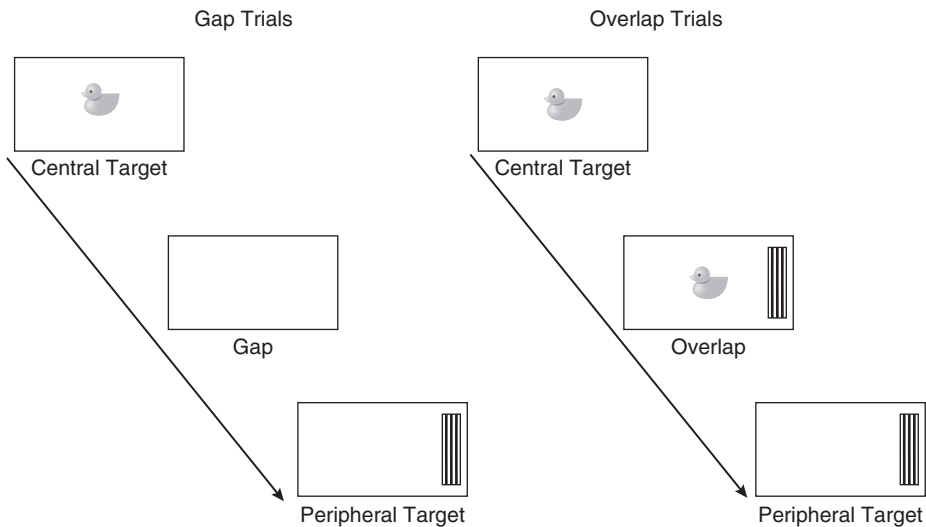 Gap Trials
Central Target
Gap
Peripheral Target
Overlap Trials
Central Target
Overlap
Peripheral Target